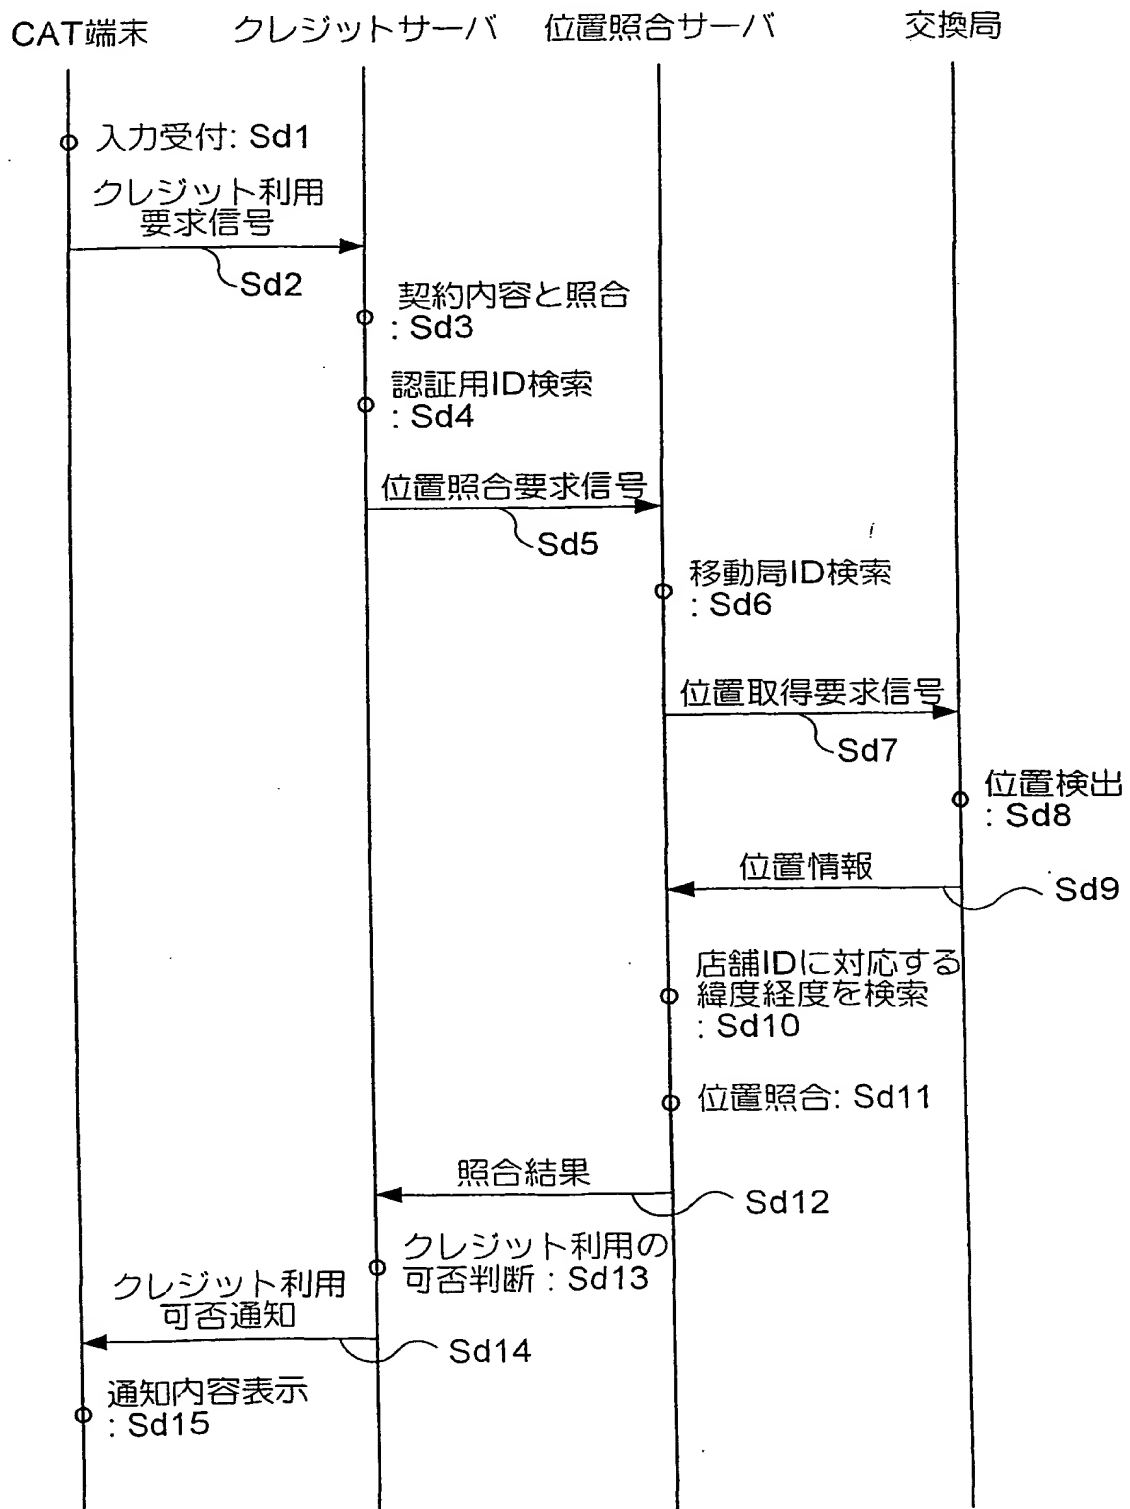 CAT端末
クレジットサーバ
位置照合サーバ
交換局
入力受付: Sd1
クレジット利用
要求信号
Sd2
契約内容と照合
: Sd3
認証用ID検索
: Sd4
位置照合要求信号
Sd5
移動局ID検索
: Sd6
位置取得要求信号
Sd7
位置検出
: Sd8
位置情報
Sd9
店舗IDに対応する
緯度経度を検索
: Sd10
位置照合: Sd11
照合結果
Sd12
クレジット利用の
可否判断: Sd13
クレジット利用
可否通知
Sd14
通知内容表示
: Sd15